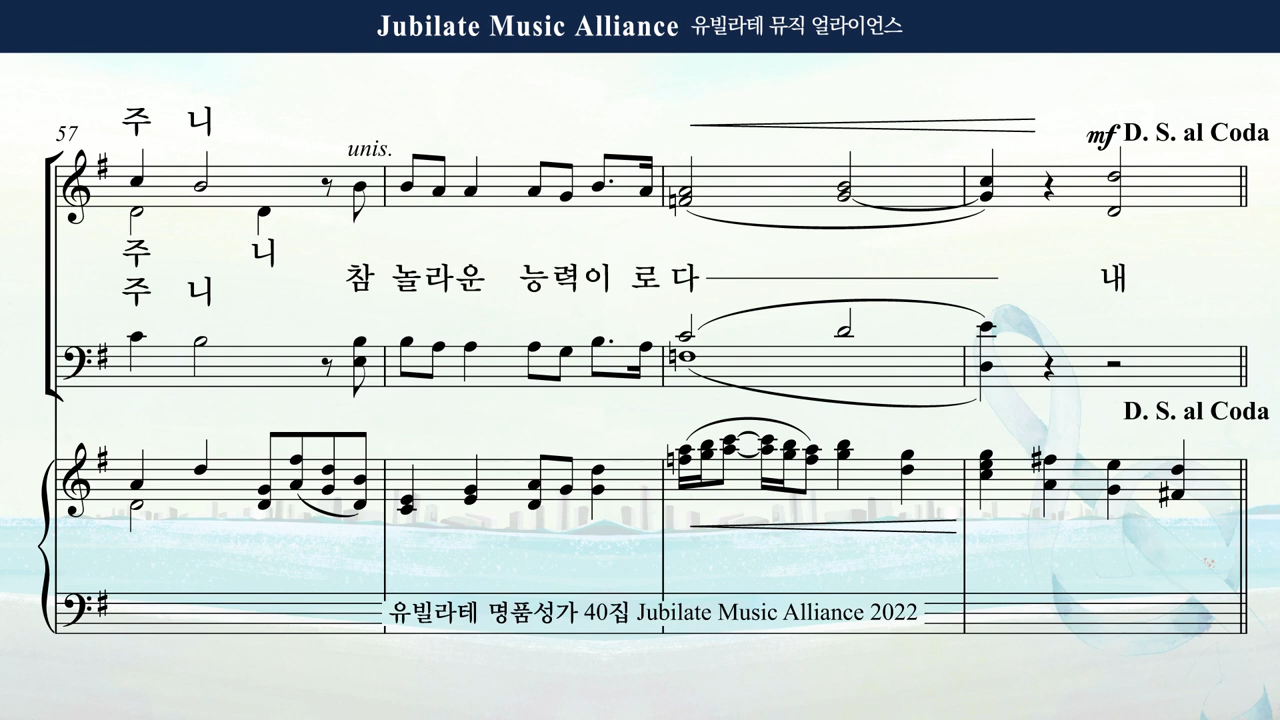 Jubilate Music Alliance 유빌라테 뮤직 얼라이언스
주 니
57
unis.
mf D. S. al Coda
주 니
참 놀라운 능력이 로 다 내
주 니
D. S. al Coda
유빌라테 명품성가 40집 Jubilate Music Alliance 2022